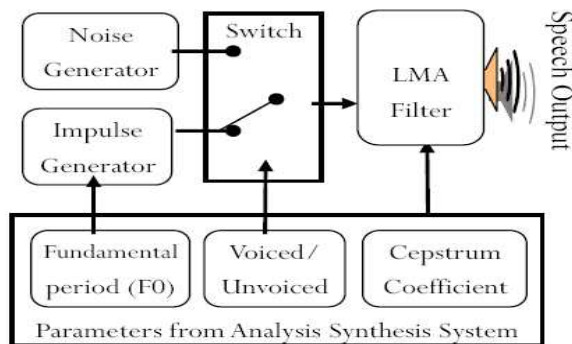 Noise
Generator
Switch
LMA
Filter
Speech Output
Impulse
Generator
Fundamental
period (F0)
Voiced/
Unvoiced
Cepstrum
Coefficient
Parameters from Analysis Synthesis System